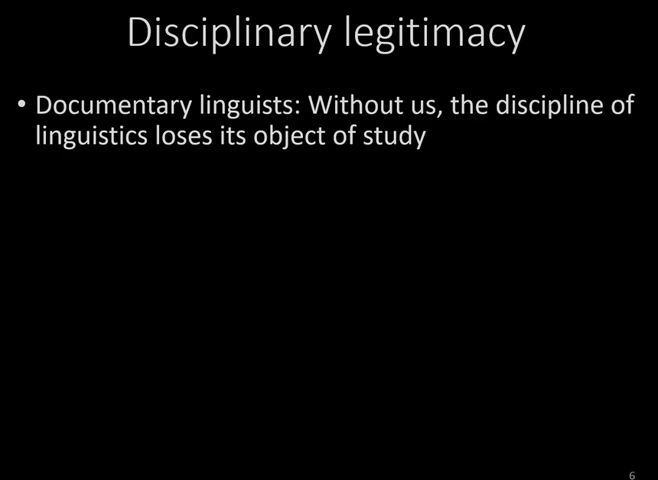 Disciplinary legitimacy
• Documentary linguists: Without us, the discipline of
linguistics loses its object of study
6